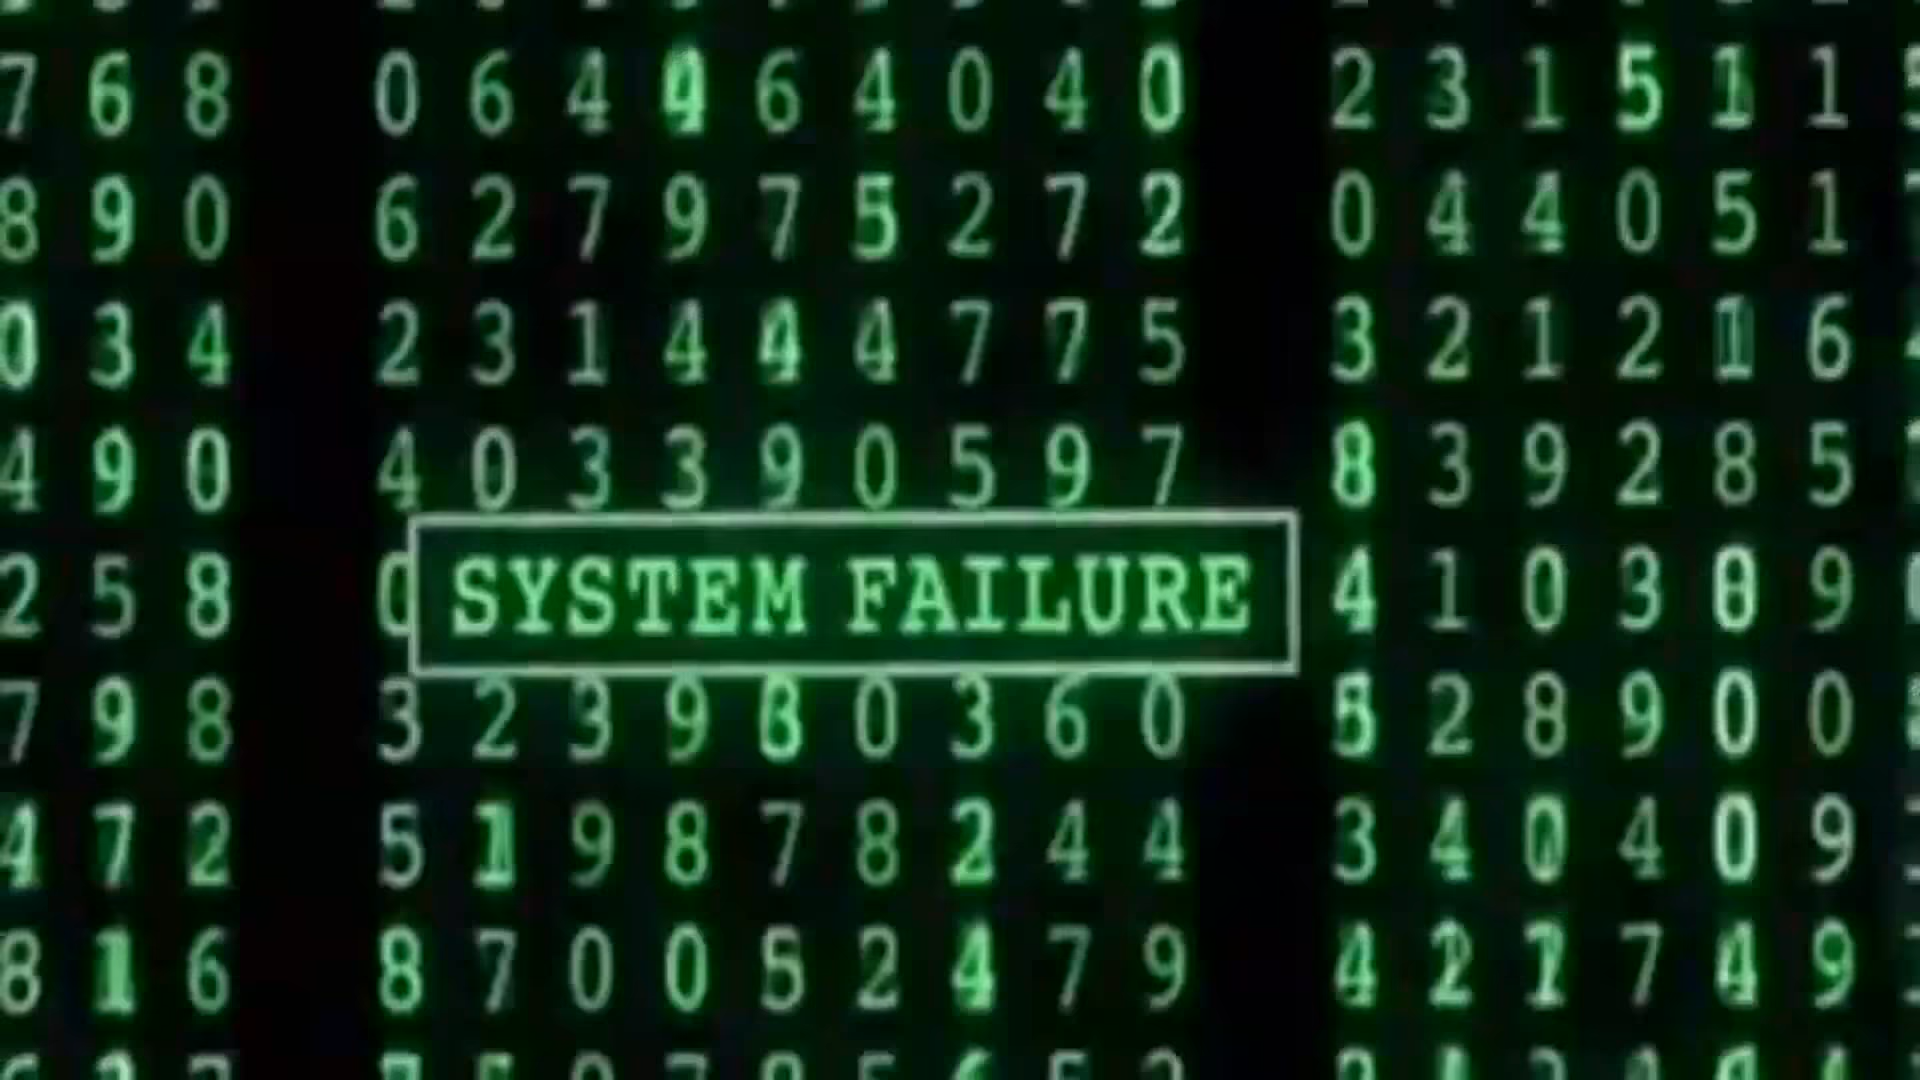 7 6 8 0 6 4 6 4 0 4 0 2 3 1 5 1 1
8 9 0 6 2 7 9 7 5 2 7 2 0 4 4 0 5 1
0 3 4 2 3 1 4 4 4 7 7 5 3 2 1 2 1 6
4 9 0 4 0 3 3 9 0 5 9 7 8 3 9 2 8 5
2 5 8 0 SYSTEM FAILURE 4 1 0 3 9
7 9 8 3 2 3 9 0 3 6 0 2 8 9 0 0
4 7 2 5 1 9 8 7 8 2 4 4 3 4 0 4 0 9
8 1 6 8 7 0 0 5 2 4 7 9 4 2 7 4 9